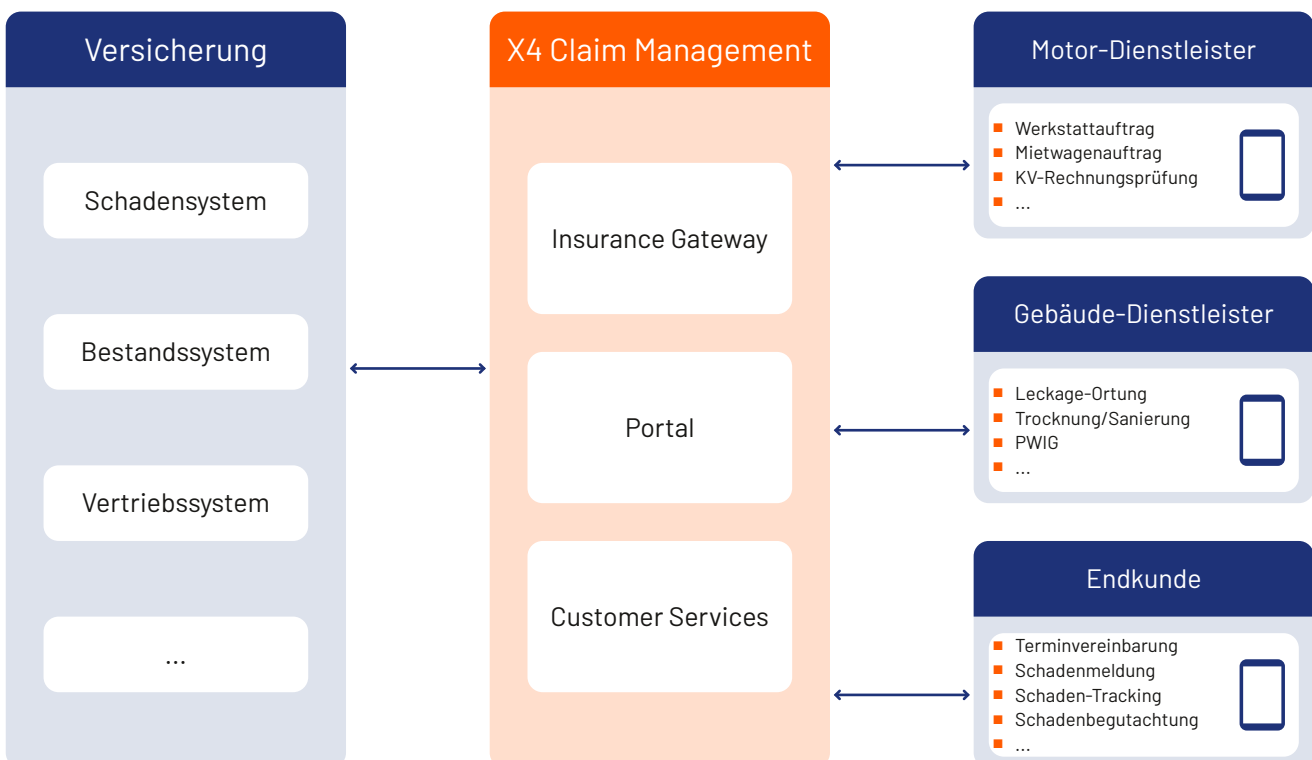 Versicherung
Schadensystem
Bestandssystem
Vertriebssystem
...
X4 Claim Management
Insurance Gateway
Portal
Customer Services
Motor-Dienstleister
Werkstattauftrag
Mietwagenauftrag
KV-Rechnungsprüfung
...
Gebäude-Dienstleister
Leckage-Ortung
Trocknung/Sanierung
PWIG
...
Endkunde
Terminvereinbarung
Schadenmeldung
Schaden-Tracking
Schadenbegutachtung
...